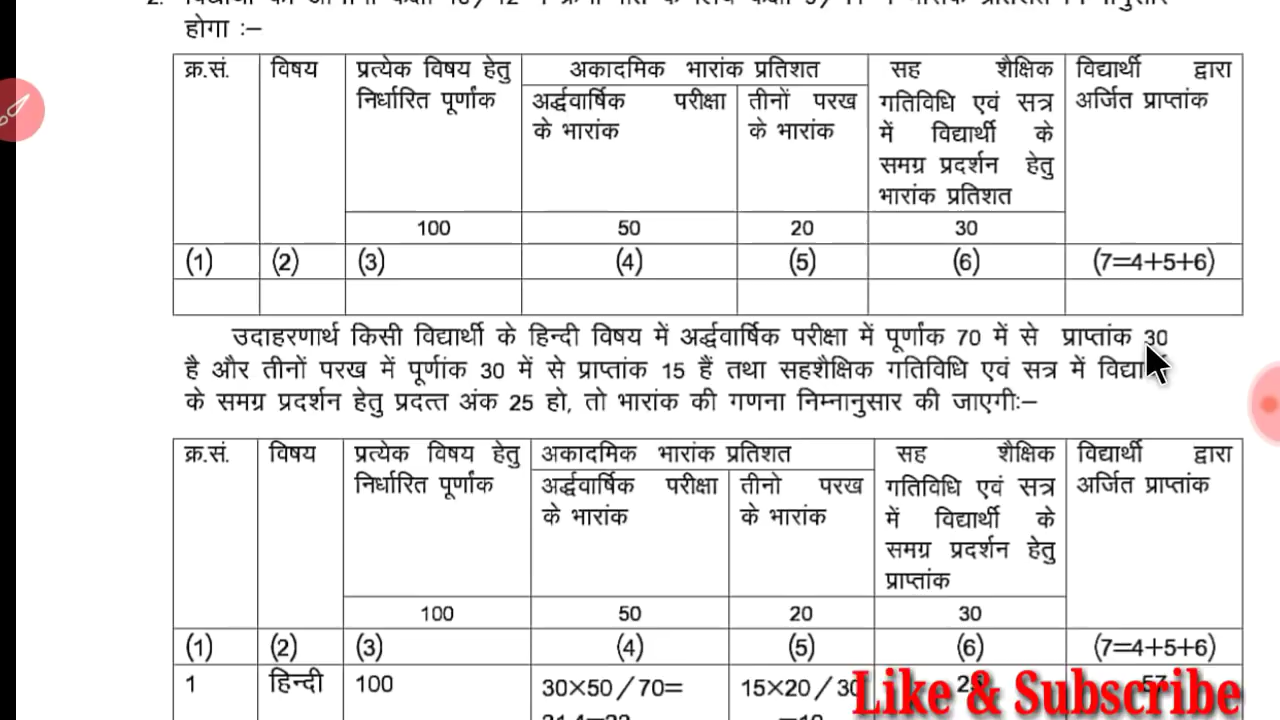 होगा :–
क्र.सं. विषय प्रत्येक विषय हेतु निर्धारित पूर्णांक अकादमिक भारांक प्रतिशत सह शैक्षिक गतिविधि एवं सत्र में विद्यार्थी के समग्र प्रदर्शन हेतु भारांक प्रतिशत विद्यार्थी द्वारा अर्जित प्राप्तांक
अर्द्धवार्षिक परीक्षा के भारांक तीनों परख के भारांक
100 50 20 30
(1) (2) (3) (4) (5) (6) (7=4+5+6)
उदाहरणार्थ किसी विद्यार्थी के हिन्दी विषय में अर्द्धवार्षिक परीक्षा में पूर्णांक 70 में से प्राप्तांक 30
है और तीनों परख में पूर्णांक 30 में से प्राप्तांक 15 हैं तथा सहशैक्षिक गतिविधि एवं सत्र में
के समग्र प्रदर्शन हेतु प्रदत्त अंक 25 हो, तो भारांक की गणना निम्नानुसार की जाएगीः–
क्र.सं. विषय प्रत्येक विषय हेतु निर्धारित पूर्णांक अकादमिक भारांक प्रतिशत सह शैक्षिक गतिविधि एवं सत्र में विद्यार्थी के समग्र प्रदर्शन हेतु प्राप्तांक विद्यार्थी द्वारा अर्जित प्राप्तांक
अर्द्धवार्षिक परीक्षा के भारांक तीनो परख के भारांक
100 50 20 30
(1) (2) (3) (4) (5) (6) (7=4+5+6)
1 हिन्दी 100 30×50/70= 15×20/30
Like & Subscribe